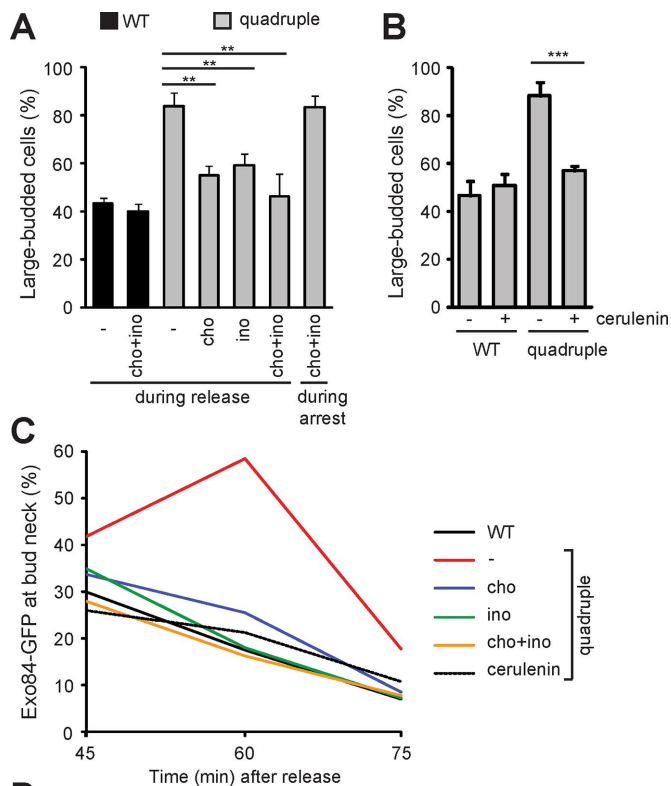 A
WT
quadruple
**
**
**
Large-budded cells (%)
100
80
60
40
20
0
-
cho+ino
-
cho
ino
cho+ino
cho+ino
during release
during
arrest
B
***
Large-budded cells (%)
100
80
60
40
60
80
0
-
+
-
+
cerulenin
WT
quadruple
C
Exo84-GFP at bud neck (%)
60
50
40
30
20
10
0
45
60
75
Time (min) after release
WT
-
cho
ino
cho+ino
cerulenin
quadruple